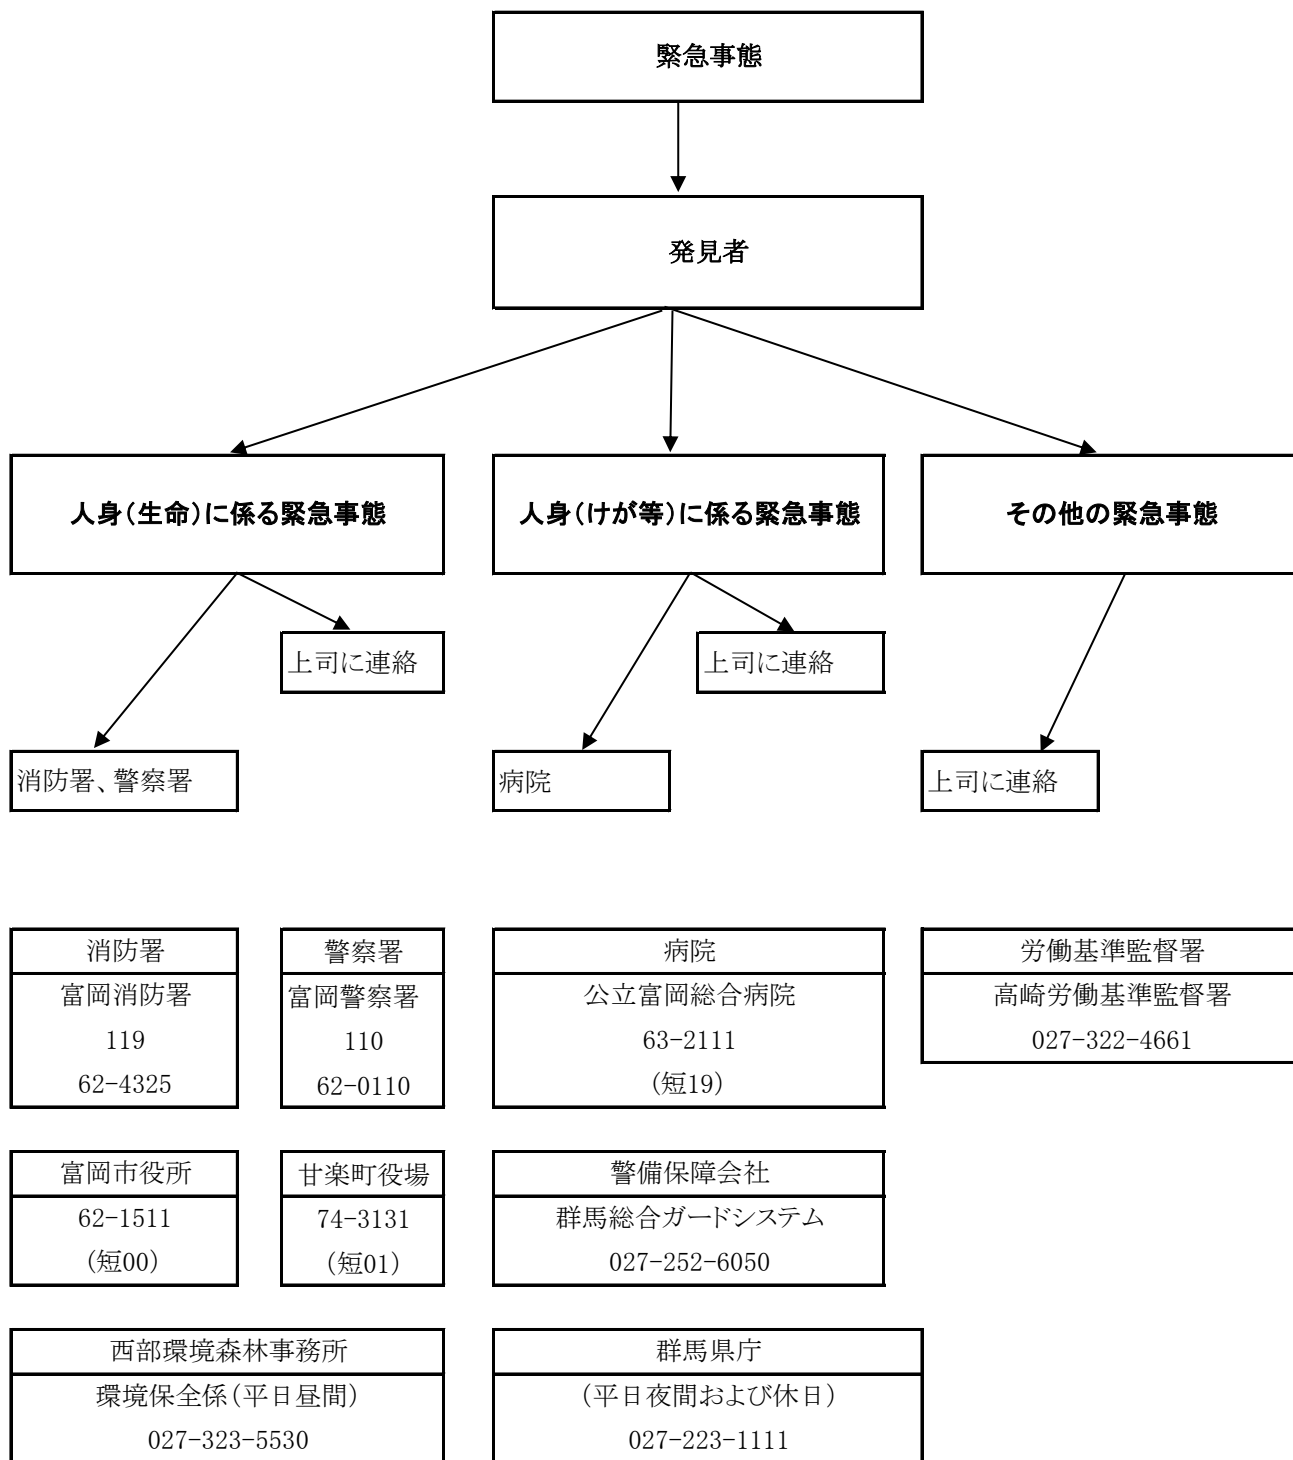 緊急事態
発見者
人身(生命)に係る緊急事態
人身(けが等)に係る緊急事態
その他の緊急事態
上司に連絡
上司に連絡
消防署、警察署
病院
上司に連絡
消防署
富岡消防署
119
62-4325
警察署
富岡警察署
110
62-0110
病院
公立富岡総合病院
63-2111
(短19)
労働基準監督署
高崎労働基準監督署
027-322-4661
富岡市役所
62-1511
(短00)
甘楽町役場
74-3131
(短01)
警備保障会社
群馬総合ガードシステム
027-252-6050
西部環境森林事務所
環境保全係(平日昼間)
027-323-5530
群馬県庁
(平日夜間および休日)
027-223-1111